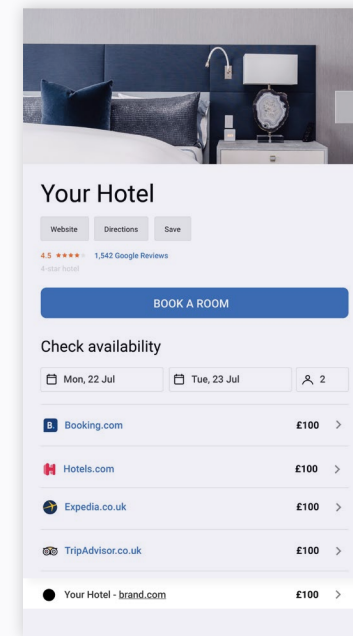 Your Hotel
Website Directions Save
4.5 1,542 Google Reviews
4-star hotel
BOOK A ROOM
Check availability
Mon, 22 Jul Tue, 23 Jul 2
B. Booking.com £100
Hotels.com £100
Expedia.co.uk £100
TripAdvisor.co.uk £100
Your Hotel - brand.com £100